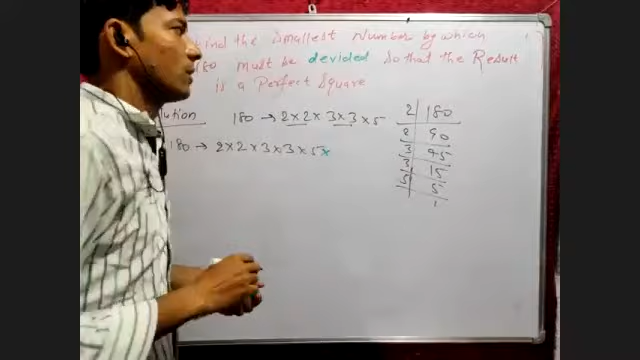 Find the smallest Number by which
180 must be devided so that the Result
is a Perfect Square
Solution
180 → 2×2×3×3×5
180 → 2×2×3×3×5×
2 180
2 90
3 45
3 15
5 5
1